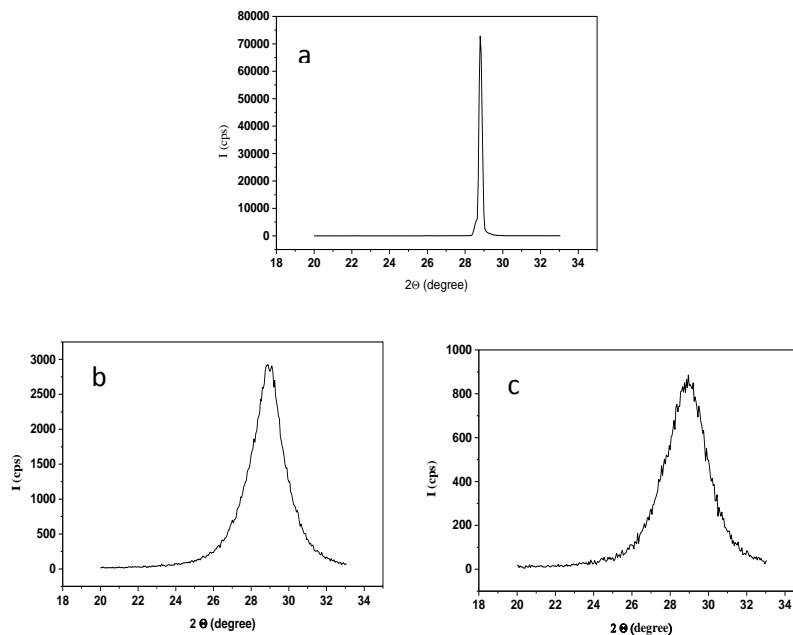 a
80000
70000
60000
50000
40000
30000
20000
10000
0
I (cps)
18 20 22 24 26 28 30 32 34
2Θ (degree)
b
3000
2500
2000
1500
1000
500
0
I (cps)
18 20 22 24 26 28 30 32 34
2 Θ (degree)
c
1000
800
600
400
200
0
I (cps)
18 20 22 24 26 28 30 32 34
2 Θ (degree)